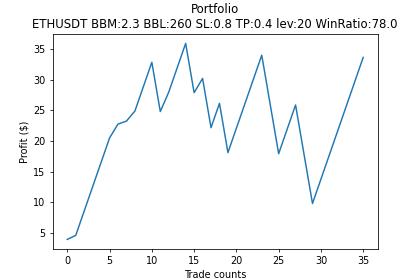 Portfolio
ETHUSDT BBM:2.3 BBL:260 SL:0.8 TP:0.4 lev:20 WinRatio:78.0
35
30
25
20
15
10
5
Profit ($)
0 5 10 15 20 25 30 35
Trade counts